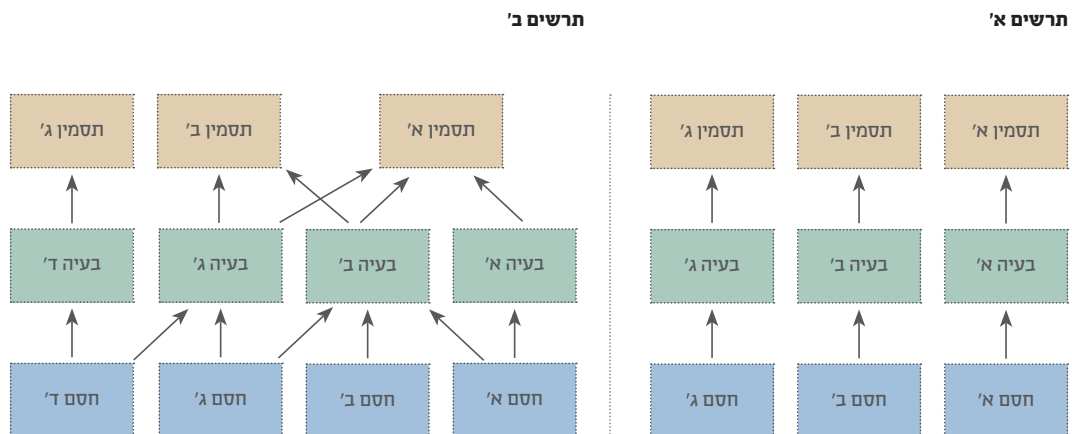 תרשים א'
תסמין א'
תסמין ב'
תסמין ג'
בעיה א'
בעיה ב'
בעיה ג'
חסם א'
חסם ב'
חסם ג'
תרשים ב'
תסמין א'
תסמין ב'
תסמין ג'
בעיה א'
בעיה ב'
בעיה ג'
בעיה ד'
חסם א'
חסם ב'
חסם ג'
חסם ד'